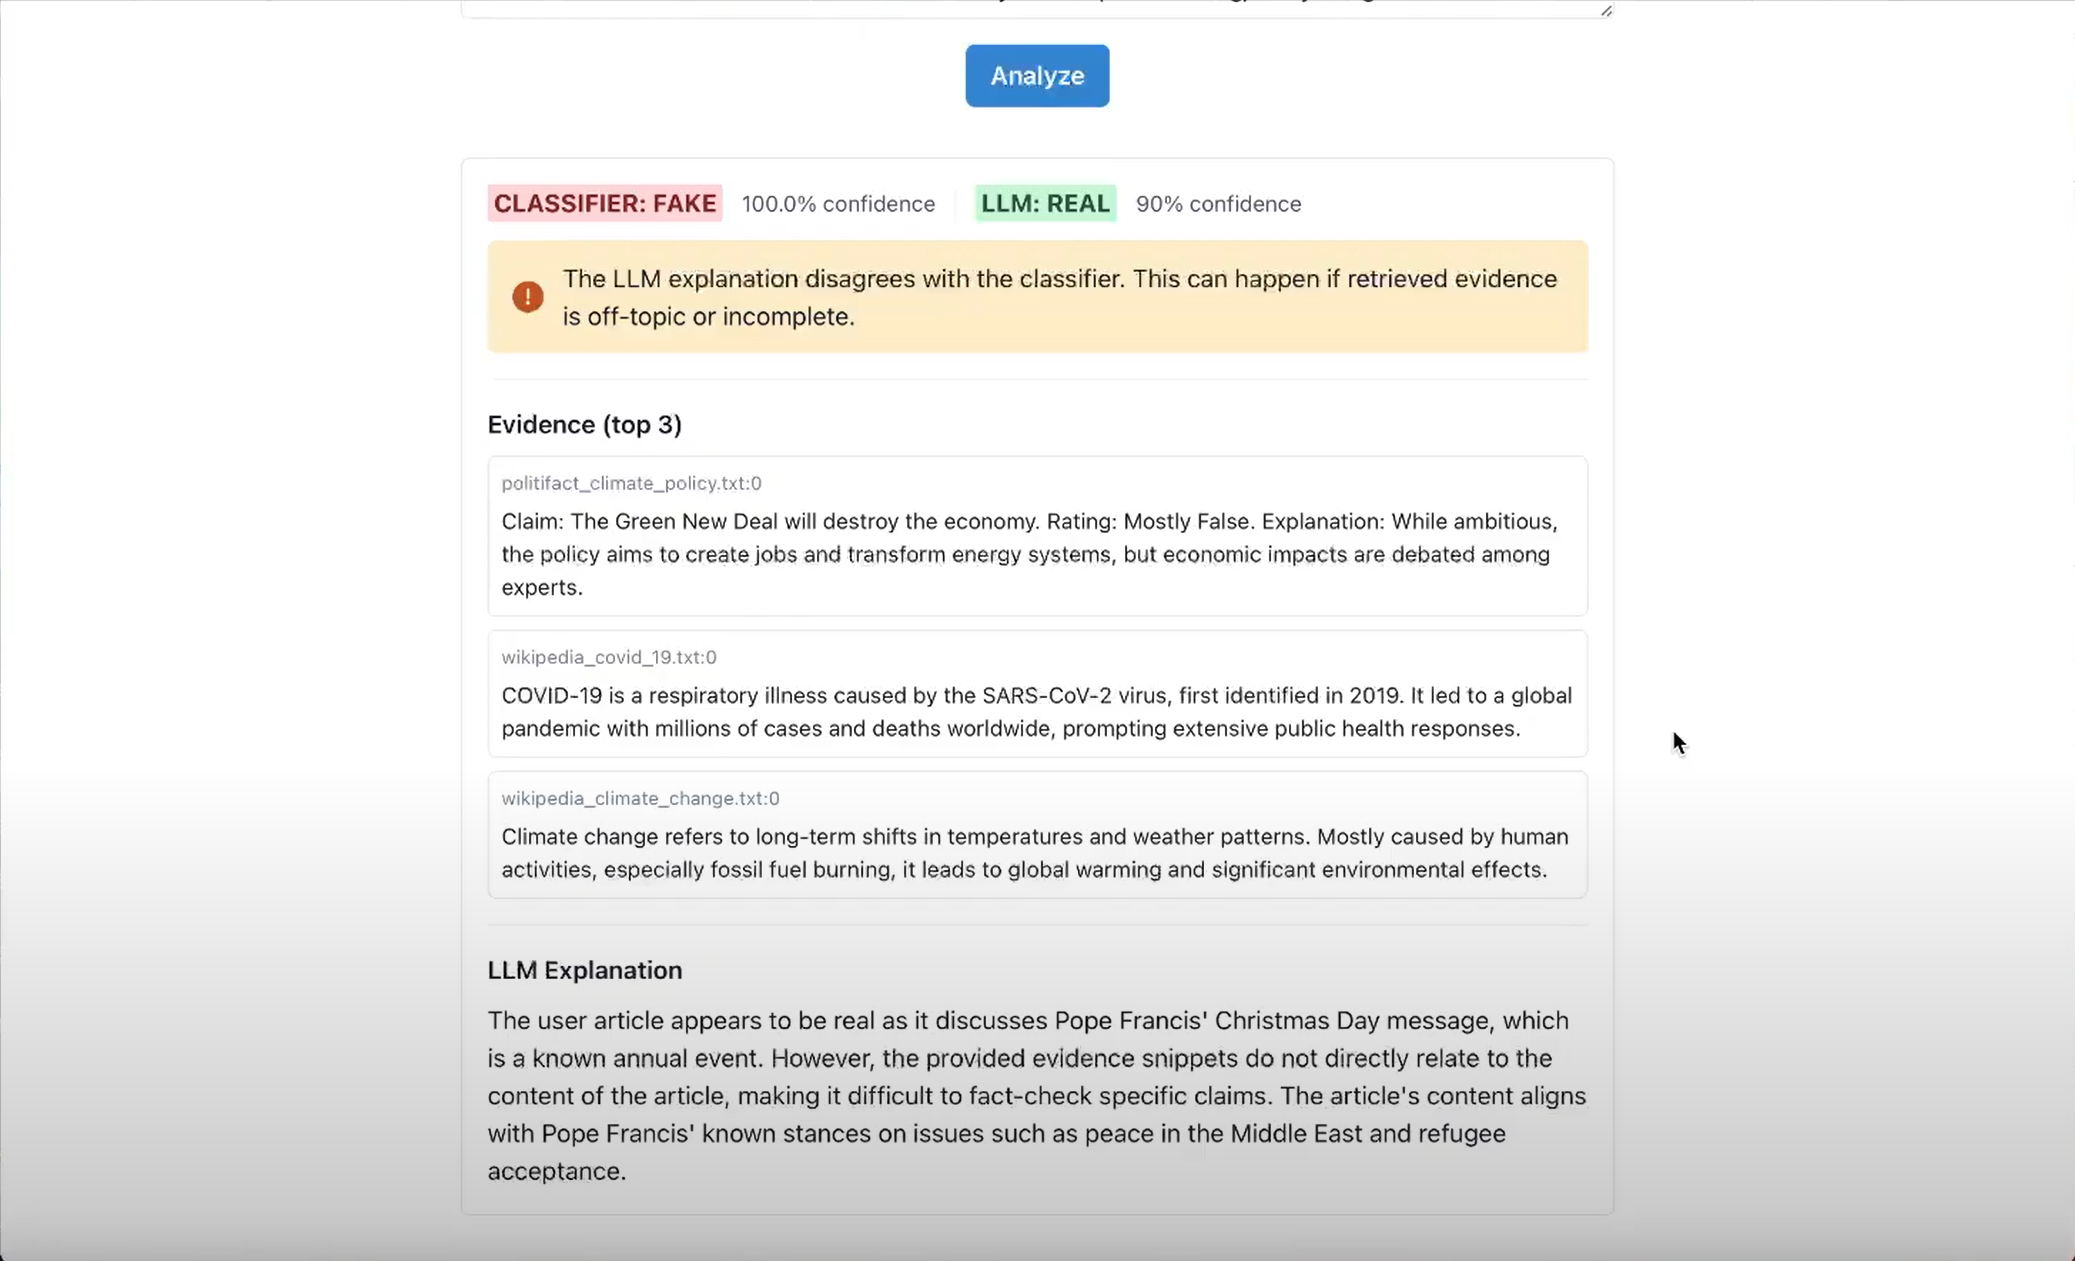 Analyze
CLASSIFIER: FAKE 100.0% confidence LLM: REAL 90% confidence
The LLM explanation disagrees with the classifier. This can happen if retrieved evidence
is off-topic or incomplete.
Evidence (top 3)
politifact_climate_policy.txt:0
Claim: The Green New Deal will destroy the economy. Rating: Mostly False. Explanation: While ambitious,
the policy aims to create jobs and transform energy systems, but economic impacts are debated among
experts.
wikipedia_covid_19.txt:0
COVID-19 is a respiratory illness caused by the SARS-CoV-2 virus, first identified in 2019. It led to a global
pandemic with millions of cases and deaths worldwide, prompting extensive public health responses.
wikipedia_climate_change.txt:0
Climate change refers to long-term shifts in temperatures and weather patterns. Mostly caused by human
activities, especially fossil fuel burning, it leads to global warming and significant environmental effects.
LLM Explanation
The user article appears to be real as it discusses Pope Francis' Christmas Day message, which
is a known annual event. However, the provided evidence snippets do not directly relate to the
content of the article, making it difficult to fact-check specific claims. The article's content aligns
with Pope Francis' known stances on issues such as peace in the Middle East and refugee
acceptance.